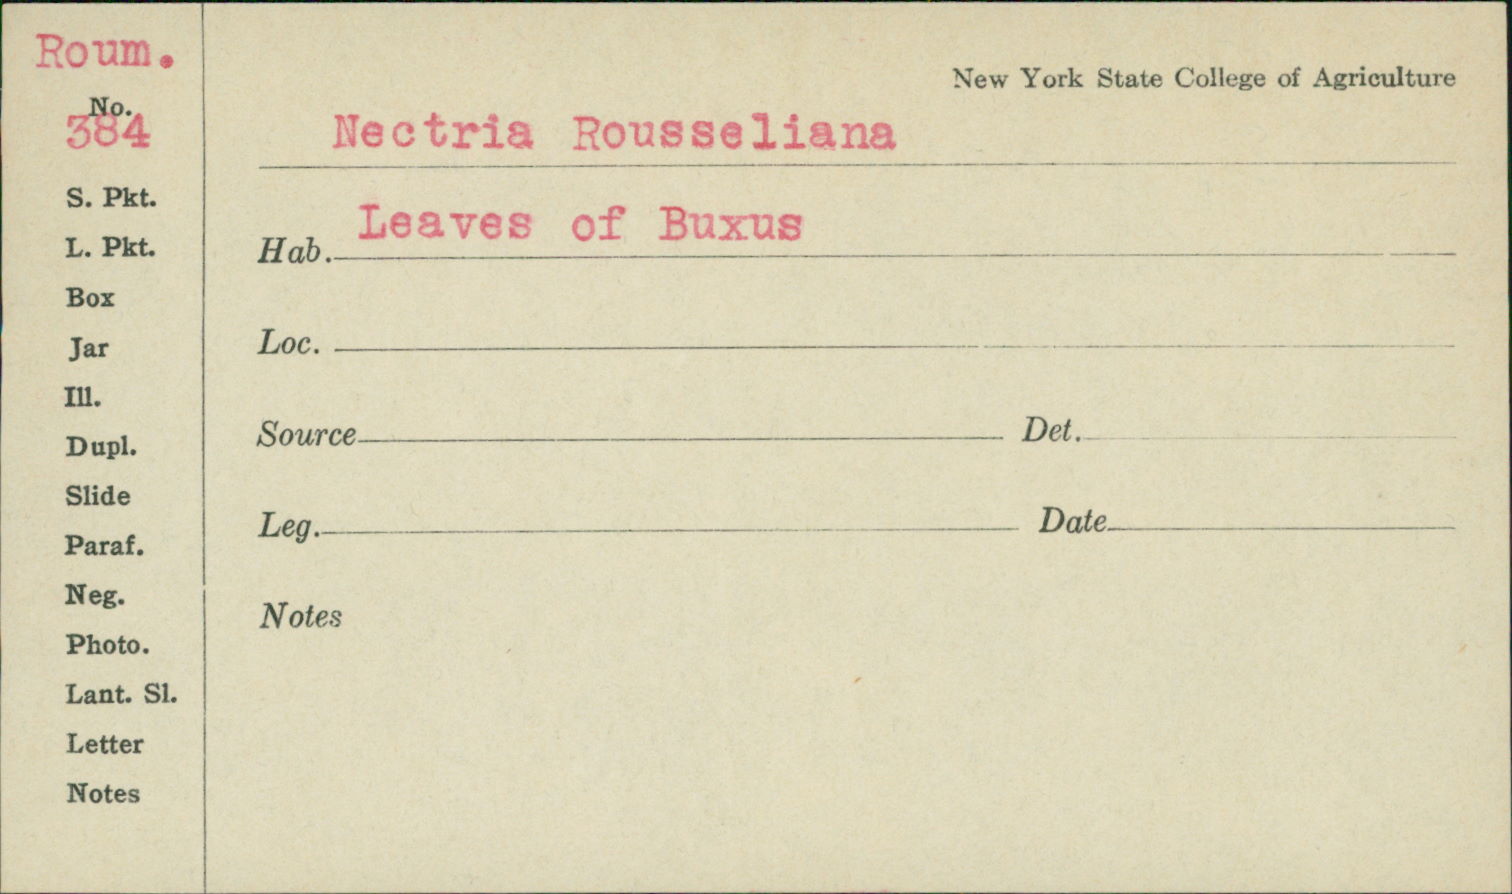 Roum.
No.
384
S. Pkt.
L. Pkt.
Box
Jar
Ill.
Dupl.
Slide
Paraf.
Neg.
Photo.
Lant. Sl.
Letter
Notes
New York State College of Agriculture
Nectria Rousseliana
Hab. Leaves of Buxus
Loc.
Source Det.
Leg. Date
Notes